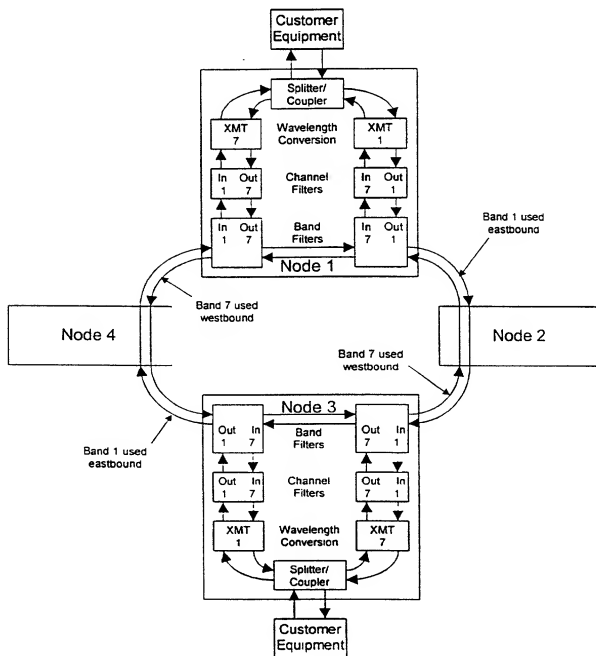 Customer
Equipment
Splitter/
Coupler
XMT
7
Wavelength
Conversion
XMT
1
In Out
1 7
Channel
Filters
In Out
7 1
In Out
1 7
Band
Filters
In Out
7 1
Node 1
Band 1 used
eastbound
Band 7 used
westbound
Node 4
Node 2
Band 7 used
westbound
Band 1 used
eastbound
Node 3
Out In
1 7
Band
Filters
Out In
7 1
Out In
1 7
Channel
Filters
Out In
7 1
XMT
1
Wavelength
Conversion
XMT
7
Splitter/
Coupler
Customer
Equipment